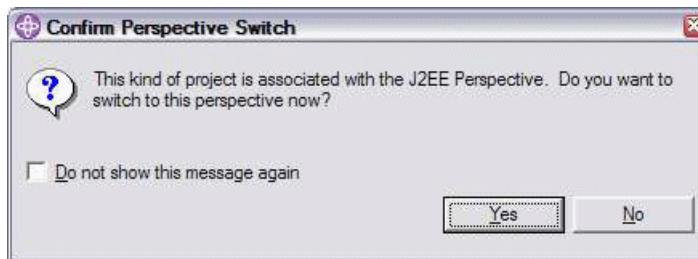 Confirm Perspective Switch
This kind of project is associated with the J2EE Perspective. Do you want to
switch to this perspective now?
Do not show this message again
Yes No